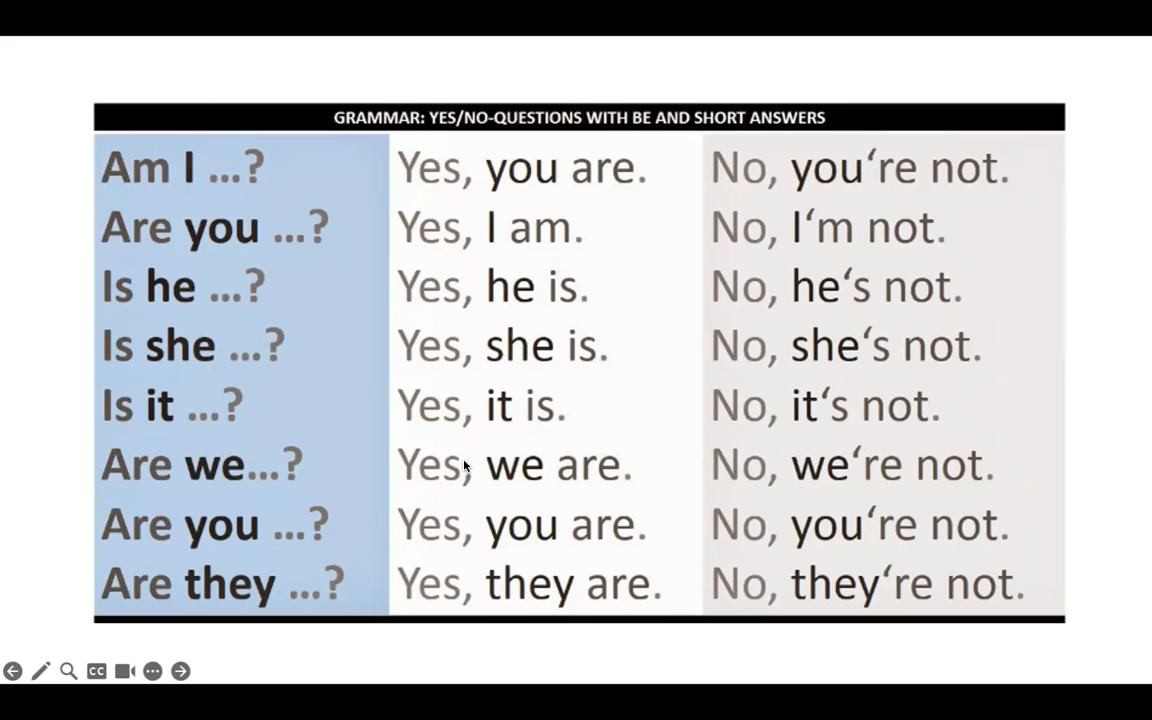 GRAMMAR: YES/NO-QUESTIONS WITH BE AND SHORT ANSWERS
Am I ...? Yes, you are. No, you‘re not.
Are you ...? Yes, I am. No, I‘m not.
Is he ...? Yes, he is. No, he‘s not.
Is she ...? Yes, she is. No, she‘s not.
Is it ...? Yes, it is. No, it‘s not.
Are we...? Yes, we are. No, we‘re not.
Are you ...? Yes, you are. No, you‘re not.
Are they ...? Yes, they are. No, they‘re not.
CC